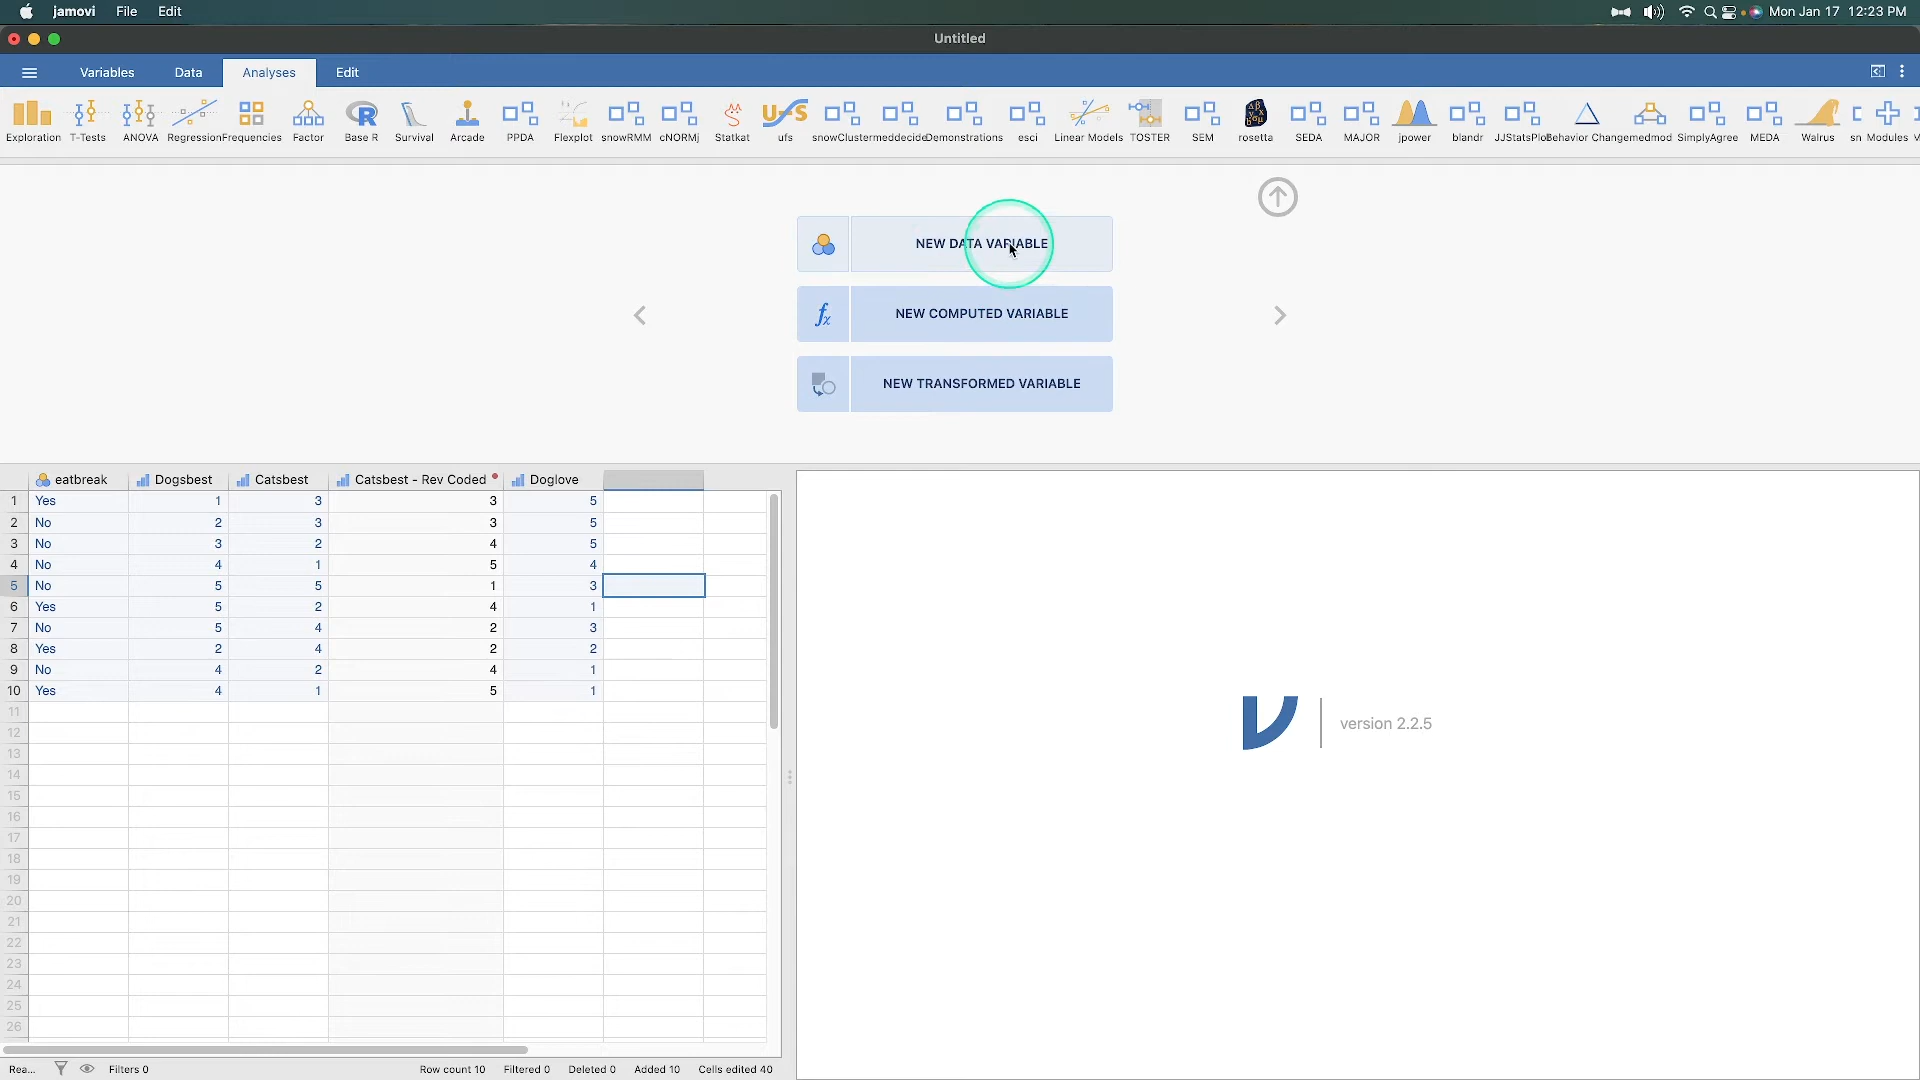 jamovi File Edit
Mon Jan 17 12:23 PM
Untitled
Variables Data Analyses Edit
Exploration T-Tests ANOVA Regression Frequencies Factor Base R Survival Arcade PPDA Flexplot snowRMM cNORMj Statkat ufs snowCluster meddecide Demonstrations esci Linear Models TOSTER SEM rosetta SEDA MAJOR jpower blandr JJStatsPlo Behavior Change medmod SimplyAgree MEDA Walrus sn Modules
NEW DATA VARIABLE
NEW COMPUTED VARIABLE
NEW TRANSFORMED VARIABLE
eatbreak Dogsbest Catsbest Catsbest - Rev Coded Doglove
1 Yes 1 3 3 5
2 No 2 3 3 5
3 No 3 2 4 5
4 No 4 1 5 4
5 No 5 5 1 3
6 Yes 5 2 4 1
7 No 5 4 2 3
8 Yes 2 4 2 2
9 No 4 2 4 1
10 Yes 4 1 5 1
11
12
13
14
15
16
17
18
19
20
21
22
23
24
25
26
version 2.2.5
Rea... Filters 0 Row count 10 Filtered 0 Deleted 0 Added 10 Cells edited 40